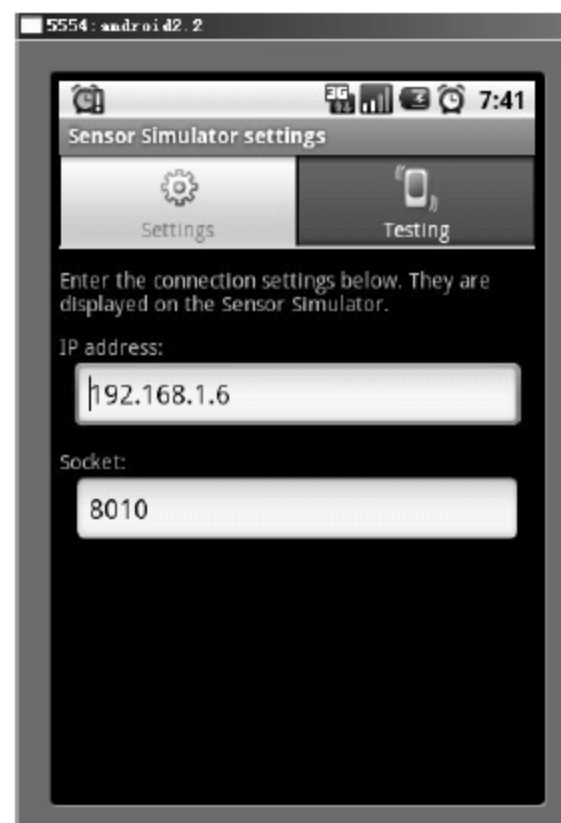 5554:android2.2
3G 7:41
Sensor Simulator settings
Settings Testing
Enter the connection settings below. They are
displayed on the Sensor Simulator.
IP address:
192.168.1.6
Socket:
8010